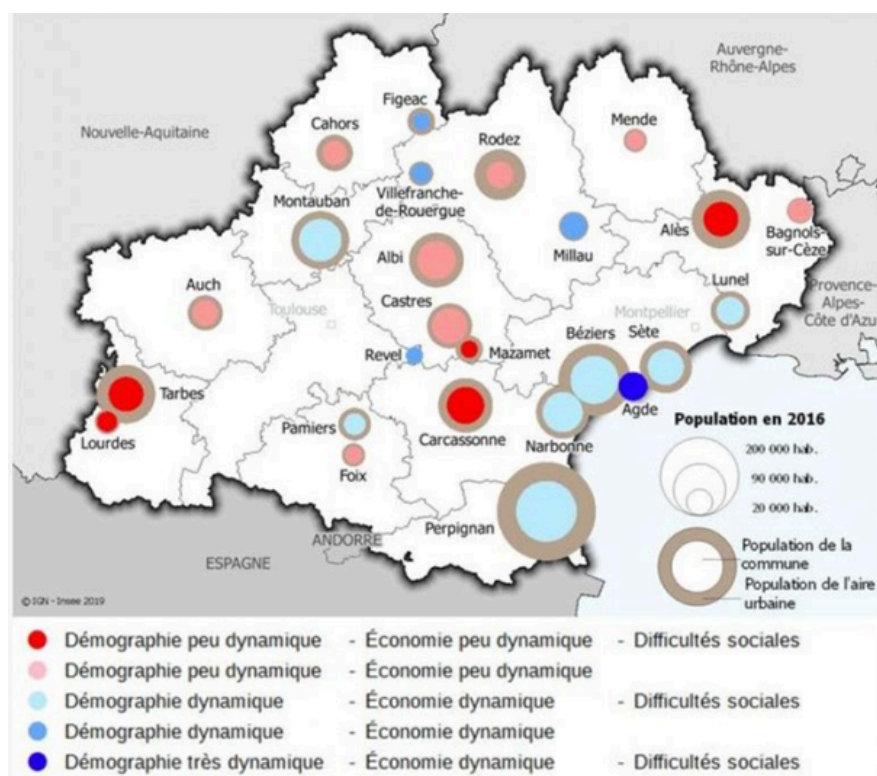 Auvergne-
Rhône-Alpes
Nouvelle-Aquitaine
Figeac
Cahors
Rodez
Mende
Villefranche-
de-Rouergue
Montauban
Millau
Alès
Bagnols-
sur-Cèze
Albi
Auch
Toulouse
Castres
Lunel
Montpellier
Provence-
Alpes-
Côte d'Azu
Béziers
Sète
Revel
Mazamet
Tarbes
Agde
Lourdes
Pamiers
Carcassonne
Narbonne
Foix
Perpignan
ANDORRE
ESPAGNE
Population en 2016
200 000 hab.
90 000 hab.
20 000 hab.
Population de la
commune
Population de l'aire
urbaine
© IGN - Insee 2019
Démographie peu dynamique - Économie peu dynamique - Difficultés sociales
Démographie peu dynamique - Économie peu dynamique
Démographie dynamique - Économie dynamique - Difficultés sociales
Démographie dynamique - Économie dynamique
Démographie très dynamique - Économie dynamique - Difficultés sociales